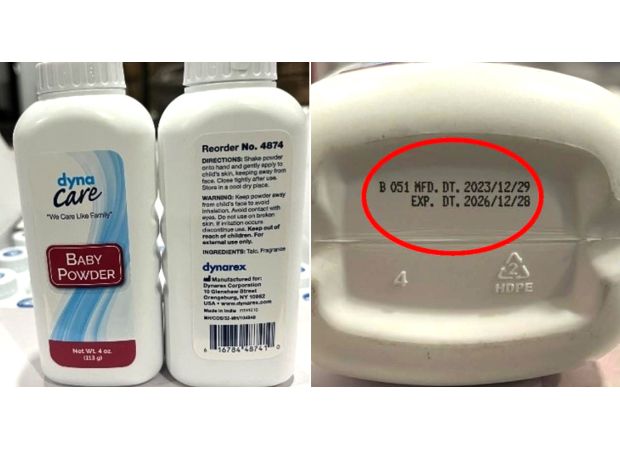 dyna
Care
"We Care Like Family"
BABY
POWDER
Net Wt. 4 oz.
(113 g)
Reorder No. 4874
DIRECTIONS: Shake powder
onto hand and gently apply to
child's skin, keeping away from
face. Close tightly after use.
Store in a cool dry place.
WARNING: Keep powder away
from child's face to avoid
inhalation. Avoid contact with
eyes. Do not use on broken
skin. If irritation occurs
discontinue use. Keep out of
reach of children. For
external use only.
INGREDIENTS: Talc, Fragrance
dynarex
Manufactured for:
Dynarex Corporation
10 Glenshaw Street
Orangeburg, NY 10962
USA • www.dynarex.com
Made in India
6 16784 48741 0
B 051 MFD. DT. 2023/12/29
EXP. DT. 2026/12/28
4
2
HDPE